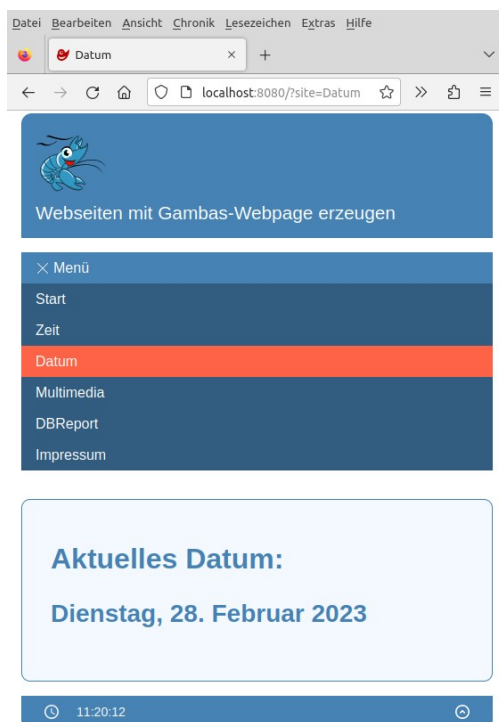 Datei Bearbeiten Ansicht Chronik Lesezeichen Extras Hilfe
Datum
localhost:8080/?site=Datum
Webseiten mit Gambas-Webpage erzeugen
Menü
Start
Zeit
Datum
Multimedia
DBReport
Impressum
Aktuelles Datum:
Dienstag, 28. Februar 2023
11:20:12